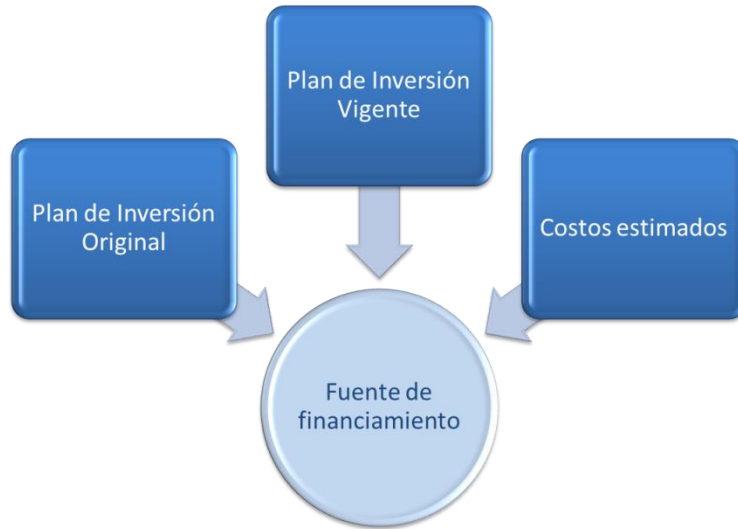 Plan de Inversión
Vigente
Plan de Inversión
Original
Costos estimados
Fuente de
financiamiento